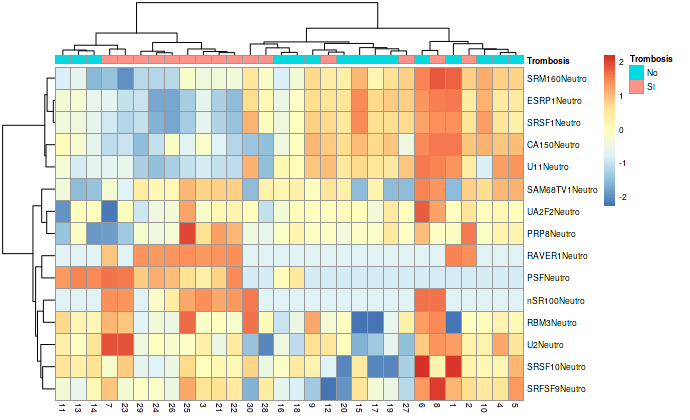 Trombosis
SRM160Neutro
ESRP1Neutro
SRSF1Neutro
CA150Neutro
U11Neutro
SAM68TV1Neutro
UA2F2Neutro
PRP8Neutro
RAVER1Neutro
PSFNeutro
nSR100Neutro
RBM3Neutro
U2Neutro
SRSF10Neutro
SRFSF9Neutro
11 13 14 7 23 29 24 26 25 3 21 22 30 28 16 18 9 12 20 15 17 19 27 6 8 1 2 10 4 5
2
1
0
-1
-2
Trombosis
No
SI